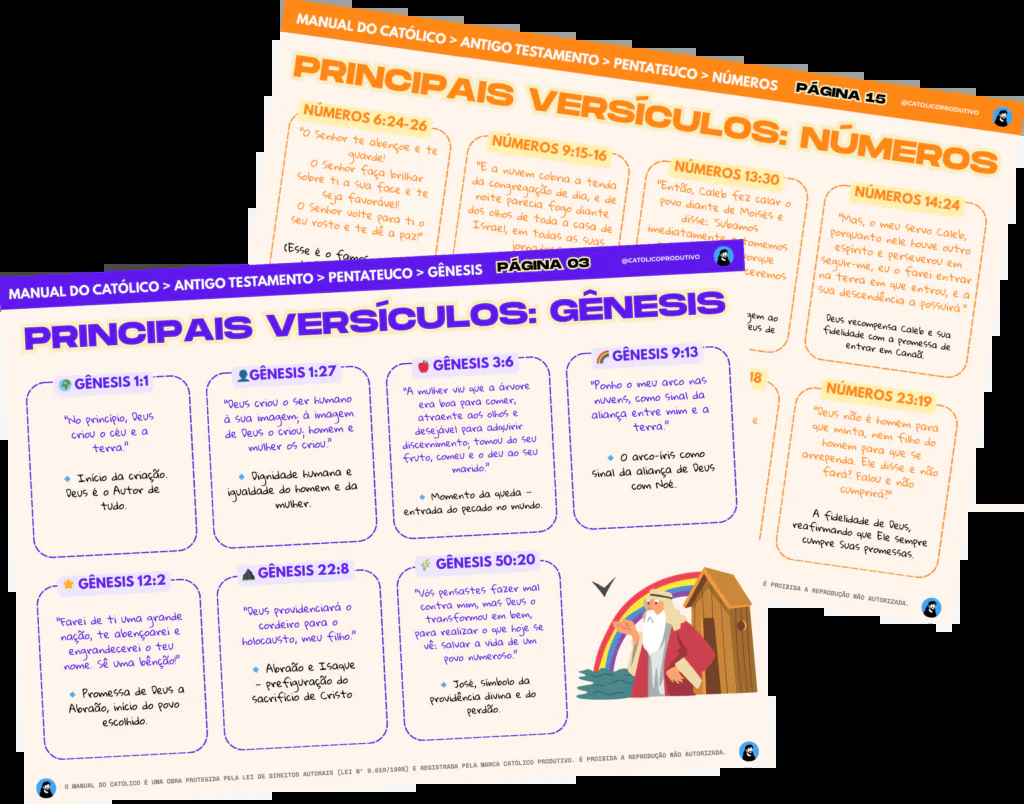 MANUAL DO CATÓLICO > ANTIGO TESTAMENTO > PENTATEUCO > NÚMEROS PÁGINA 15 @CATOLICOPRODUTIVO
PRINCIPAIS VERSÍCULOS: NÚMEROS
NÚMEROS 6:24-26
"O Senhor te abençoe e te
guarde!
O Senhor faça brilhar
sobre ti a sua face e te
seja favorável!
O Senhor volte para ti o
seu rosto e te dê a paz!"
(Esse é o
NÚMEROS 9:15-16
"E a nuvem cobria a tenda
da congregação de dia, e de
noite parecia fogo diante
dos olhos de toda a casa de
Israel, em todas as suas
NÚMEROS 13:30
"Então, Caleb fez calar o
povo diante de Moisés e
disse: 'Subamos
NÚMEROS 14:24
"Mas, o meu servo Caleb,
porquanto nele houve outro
espírito e perseverou em
seguir-me, eu o farei entrar
na terra em que entrou, e a
sua descendência a possuirá."
Deus recompensa Caleb e sua
fidelidade com a promessa de
entrar em Canaã.
NÚMEROS 23:19
"Deus não é homem para
que minta, nem filho do
homem para que se
arrependa. Ele disse e não
fará? Falou e não
cumprirá?"
A fidelidade de Deus,
reafirmando que Ele sempre
cumpre Suas promessas.
É PROIBIDA A REPRODUÇÃO NÃO AUTORIZADA.
MANUAL DO CATÓLICO > ANTIGO TESTAMENTO > PENTATEUCO > GÊNESIS PÁGINA 03 @CATOLICOPRODUTIVO
PRINCIPAIS VERSÍCULOS: GÊNESIS
GÊNESIS 1:1
"No princípio, Deus
criou o céu e a
terra."
Início da criação.
Deus é o Autor de
tudo.
GÊNESIS 1:27
"Deus criou o ser humano
à sua imagem; à imagem
de Deus o criou; homem e
mulher os criou."
Dignidade humana e
igualdade do homem e da
mulher.
GÊNESIS 3:6
"A mulher viu que a árvore
era boa para comer,
atraente aos olhos e
desejável para adquirir
discernimento; tomou do seu
fruto, comeu e o deu ao seu
marido."
Momento da queda –
entrada do pecado no mundo.
GÊNESIS 9:13
"Ponho o meu arco nas
nuvens, como sinal da
aliança entre mim e a
terra."
O arco-íris como
sinal da aliança de Deus
com Noé.
GÊNESIS 12:2
"Farei de ti uma grande
nação, te abençoarei e
engrandecerei o teu
nome. Sê uma bênção!"
Promessa de Deus a
Abraão, início do povo
escolhido.
GÊNESIS 22:8
"Deus providenciará o
cordeiro para o
holocausto, meu filho."
Abraão e Isaque
– prefiguração do
sacrifício de Cristo
GÊNESIS 50:20
"Vós pensastes fazer mal
contra mim, mas Deus o
transformou em bem,
para realizar o que hoje se
vê: salvar a vida de um
povo numeroso."
José, símbolo da
providência divina e do
perdão.
O MANUAL DO CATÓLICO É UMA OBRA PROTEGIDA PELA LEI DE DIREITOS AUTORAIS (LEI Nº 9.610/1998) E REGISTRADA PELA MARCA CATÓLICO PRODUTIVO. É PROIBIDA A REPRODUÇÃO NÃO AUTORIZADA.